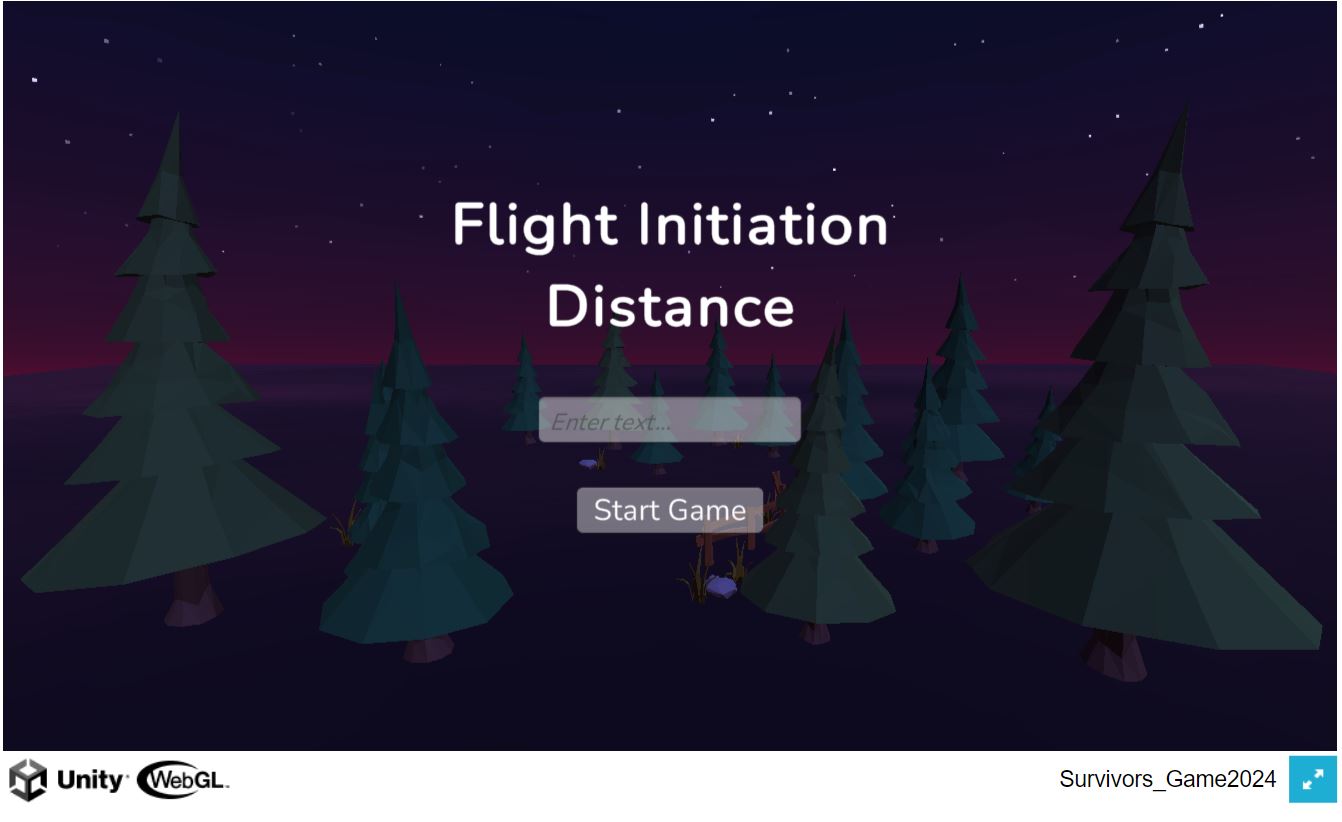 Flight Initiation
Distance
Enter text...
Start Game
Unity
WebGL
Survivors_Game2024